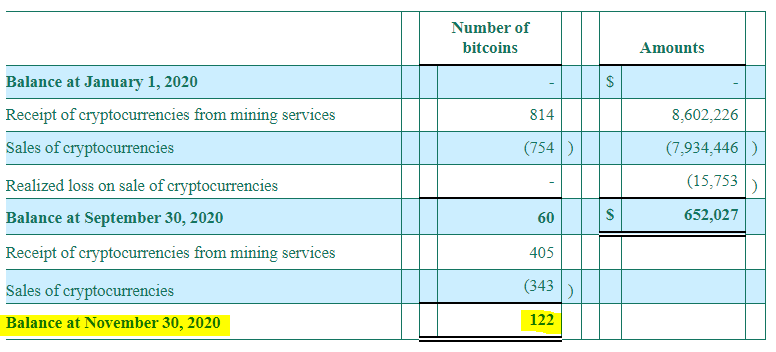 Number of
bitcoins Amounts
Balance at January 1, 2020 - $ -
Receipt of cryptocurrencies from mining services 814 8,602,226
Sales of cryptocurrencies (754 ) (7,934,446 )
Realized loss on sale of cryptocurrencies - (15,753 )
Balance at September 30, 2020 60 $ 652,027
Receipt of cryptocurrencies from mining services 405
Sales of cryptocurrencies (343 )
Balance at November 30, 2020 122